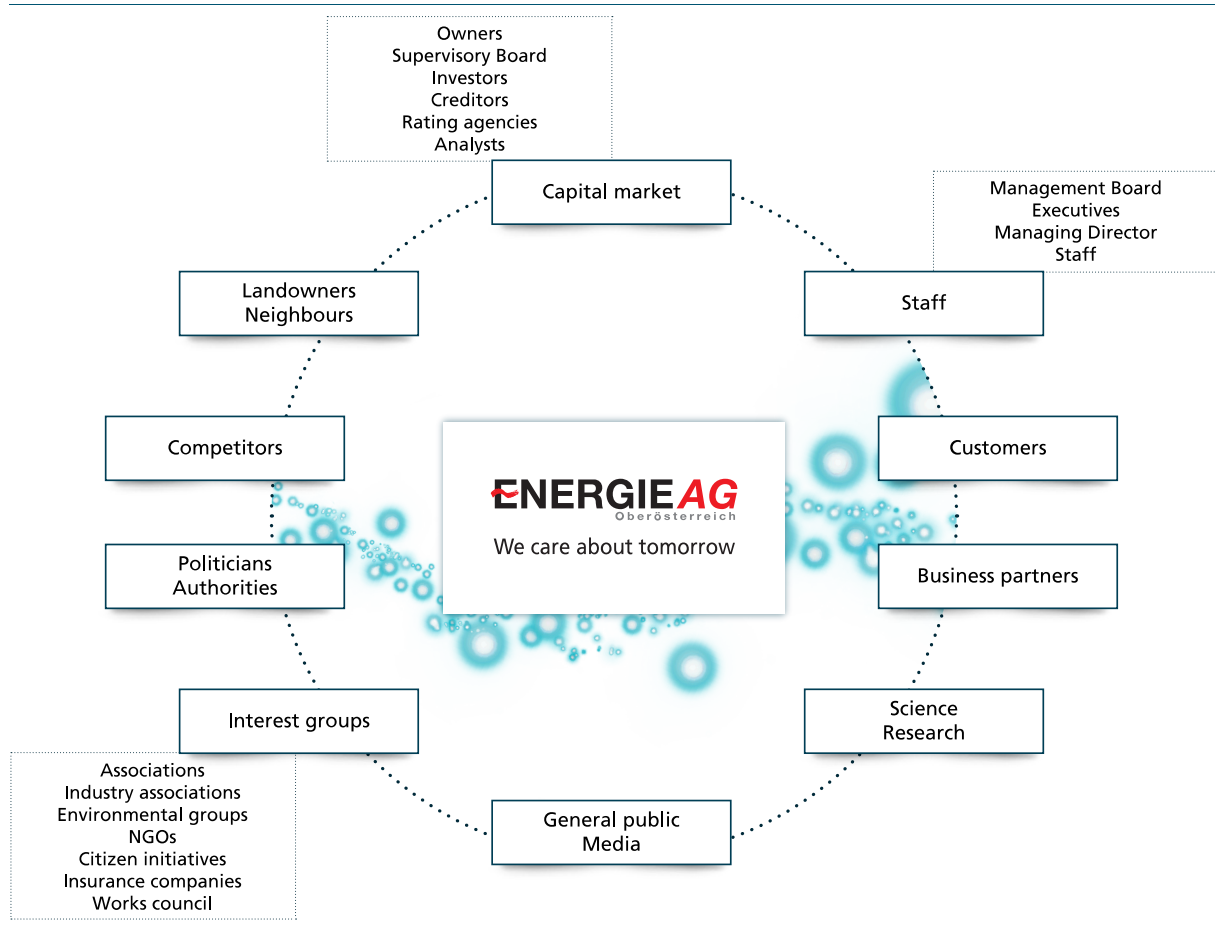 Owners
Supervisory Board
Investors
Creditors
Rating agencies
Analysts
Capital market
Management Board
Executives
Managing Director
Staff
Staff
Landowners
Neighbours
Competitors
Customers
ENERGIEAG
Oberösterreich
We care about tomorrow
Politicians
Authorities
Business partners
Interest groups
Science
Research
Associations
Industry associations
Environmental groups
NGOs
Citizen initiatives
Insurance companies
Works council
General public
Media